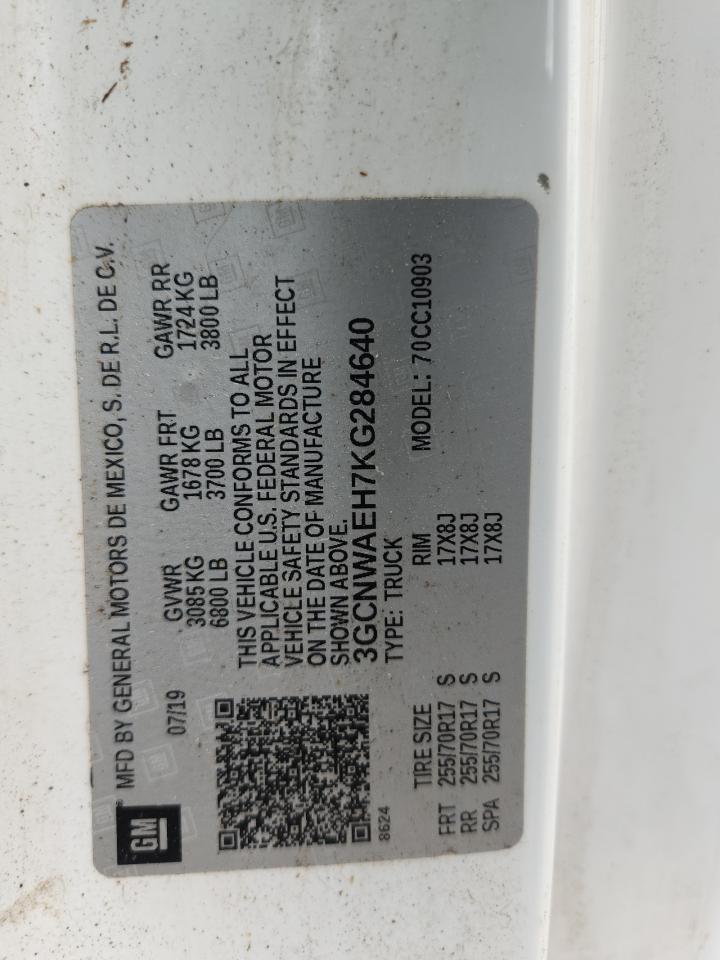 GM
MFD BY GENERAL MOTORS DE MEXICO, S. DE R.L. DE C.V.
07/19
GVWR GAWR FRT GAWR RR
3085 KG 1678 KG 1724 KG
6800 LB 3700 LB 3800 LB
THIS VEHICLE CONFORMS TO ALL
APPLICABLE U.S. FEDERAL MOTOR
VEHICLE SAFETY STANDARDS IN EFFECT
ON THE DATE OF MANUFACTURE
SHOWN ABOVE.
3GCNWAEH7KG284640
TYPE: TRUCK
8624
TIRE SIZE RIM MODEL: 70CC10903
FRT 255/70R17 S 17X8J
RR 255/70R17 S 17X8J
SPA 255/70R17 S 17X8J